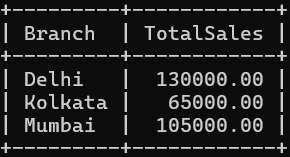 +---------+------------+
| Branch  | TotalSales |
+---------+------------+
| Delhi   |  130000.00 |
| Kolkata |   65000.00 |
| Mumbai  |  105000.00 |
+---------+------------+